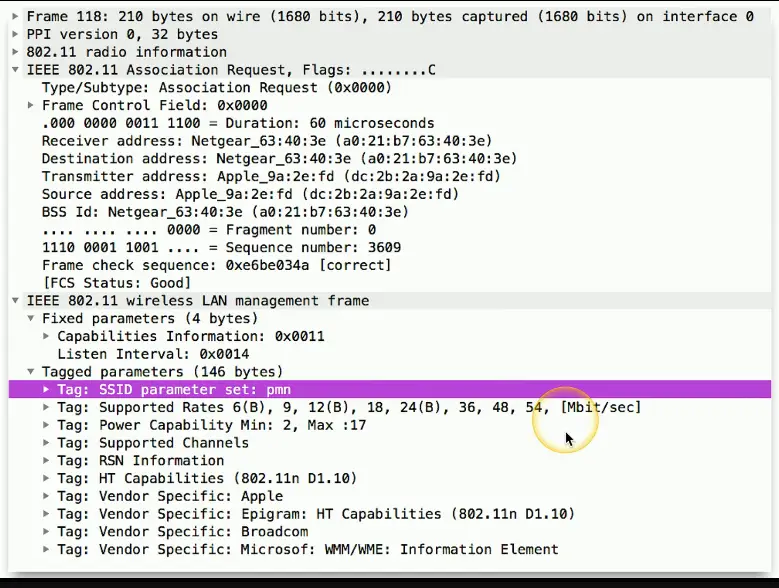 Frame 118: 210 bytes on wire (1680 bits), 210 bytes captured (1680 bits) on interface 0
PPI version 0, 32 bytes
802.11 radio information
IEEE 802.11 Association Request, Flags: ........C
Type/Subtype: Association Request (0x0000)
Frame Control Field: 0x0000
.000 0000 0011 1100 = Duration: 60 microseconds
Receiver address: Netgear_63:40:3e (a0:21:b7:63:40:3e)
Destination address: Netgear_63:40:3e (a0:21:b7:63:40:3e)
Transmitter address: Apple_9a:2e:fd (dc:2b:2a:9a:2e:fd)
Source address: Apple_9a:2e:fd (dc:2b:2a:9a:2e:fd)
BSS Id: Netgear_63:40:3e (a0:21:b7:63:40:3e)
.... .... .... 0000 = Fragment number: 0
1110 0001 1001 .... = Sequence number: 3609
Frame check sequence: 0xe6be034a [correct]
[FCS Status: Good]
IEEE 802.11 wireless LAN management frame
Fixed parameters (4 bytes)
Capabilities Information: 0x0011
Listen Interval: 0x0014
Tagged parameters (146 bytes)
Tag: SSID parameter set: pmn
Tag: Supported Rates 6(B), 9, 12(B), 18, 24(B), 36, 48, 54, [Mbit/sec]
Tag: Power Capability Min: 2, Max :17
Tag: Supported Channels
Tag: RSN Information
Tag: HT Capabilities (802.11n D1.10)
Tag: Vendor Specific: Apple
Tag: Vendor Specific: Epigram: HT Capabilities (802.11n D1.10)
Tag: Vendor Specific: Broadcom
Tag: Vendor Specific: Microsof: WMM/WME: Information Element